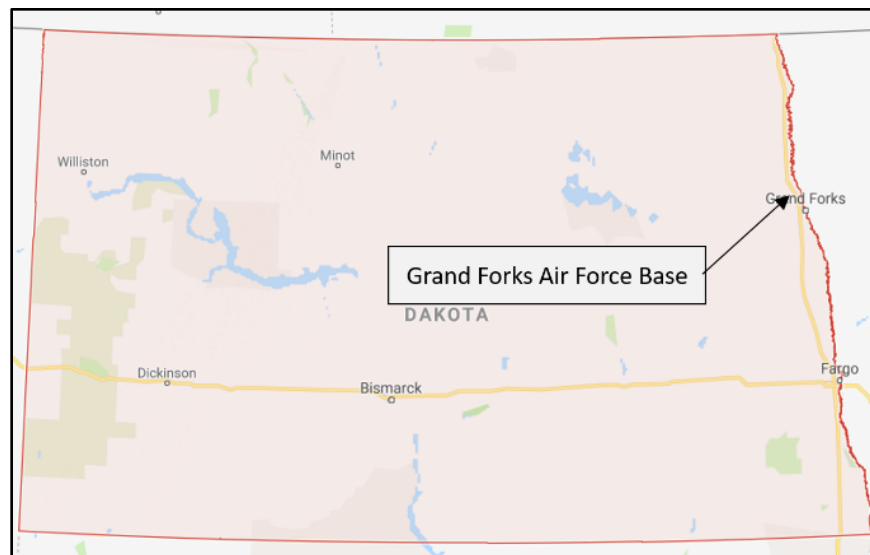 Williston
Minot
Grand Forks
Grand Forks Air Force Base
DAKOTA
Dickinson
Bismarck
Fargo